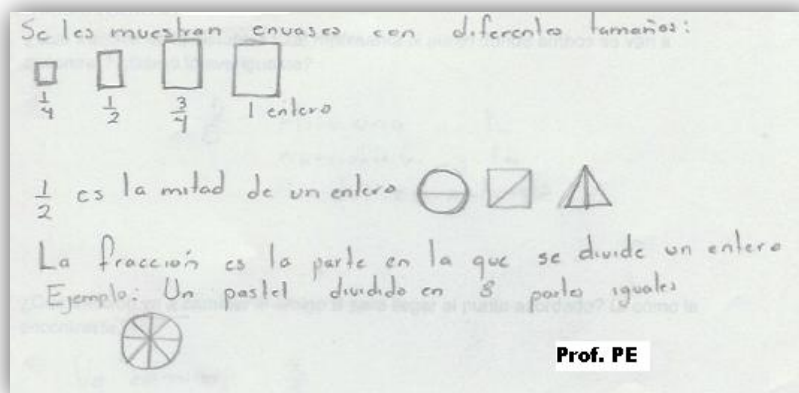 Se les muestran envases con diferentes tamaños:
1/4 1/2 3/4 1 entero
1/2 es la mitad de un entero
La fracción es la parte en la que se divide un entero
Ejemplo: Un pastel dividido en 8 partes iguales
Prof. PE